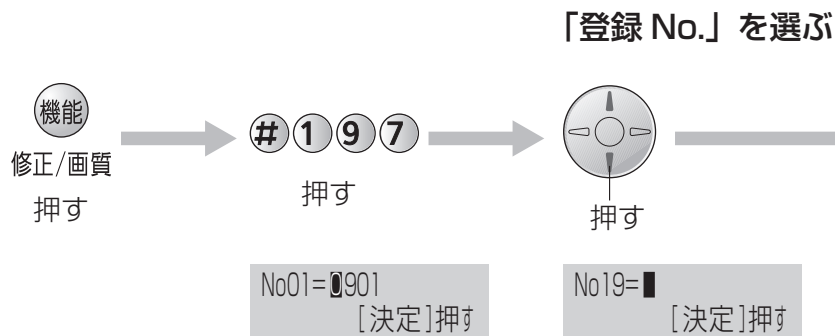 「登録 No.」を選ぶ
機能
修正/画質
押す
#197
押す
押す
No01=0901
[決定]押す
No19=
[決定]押す